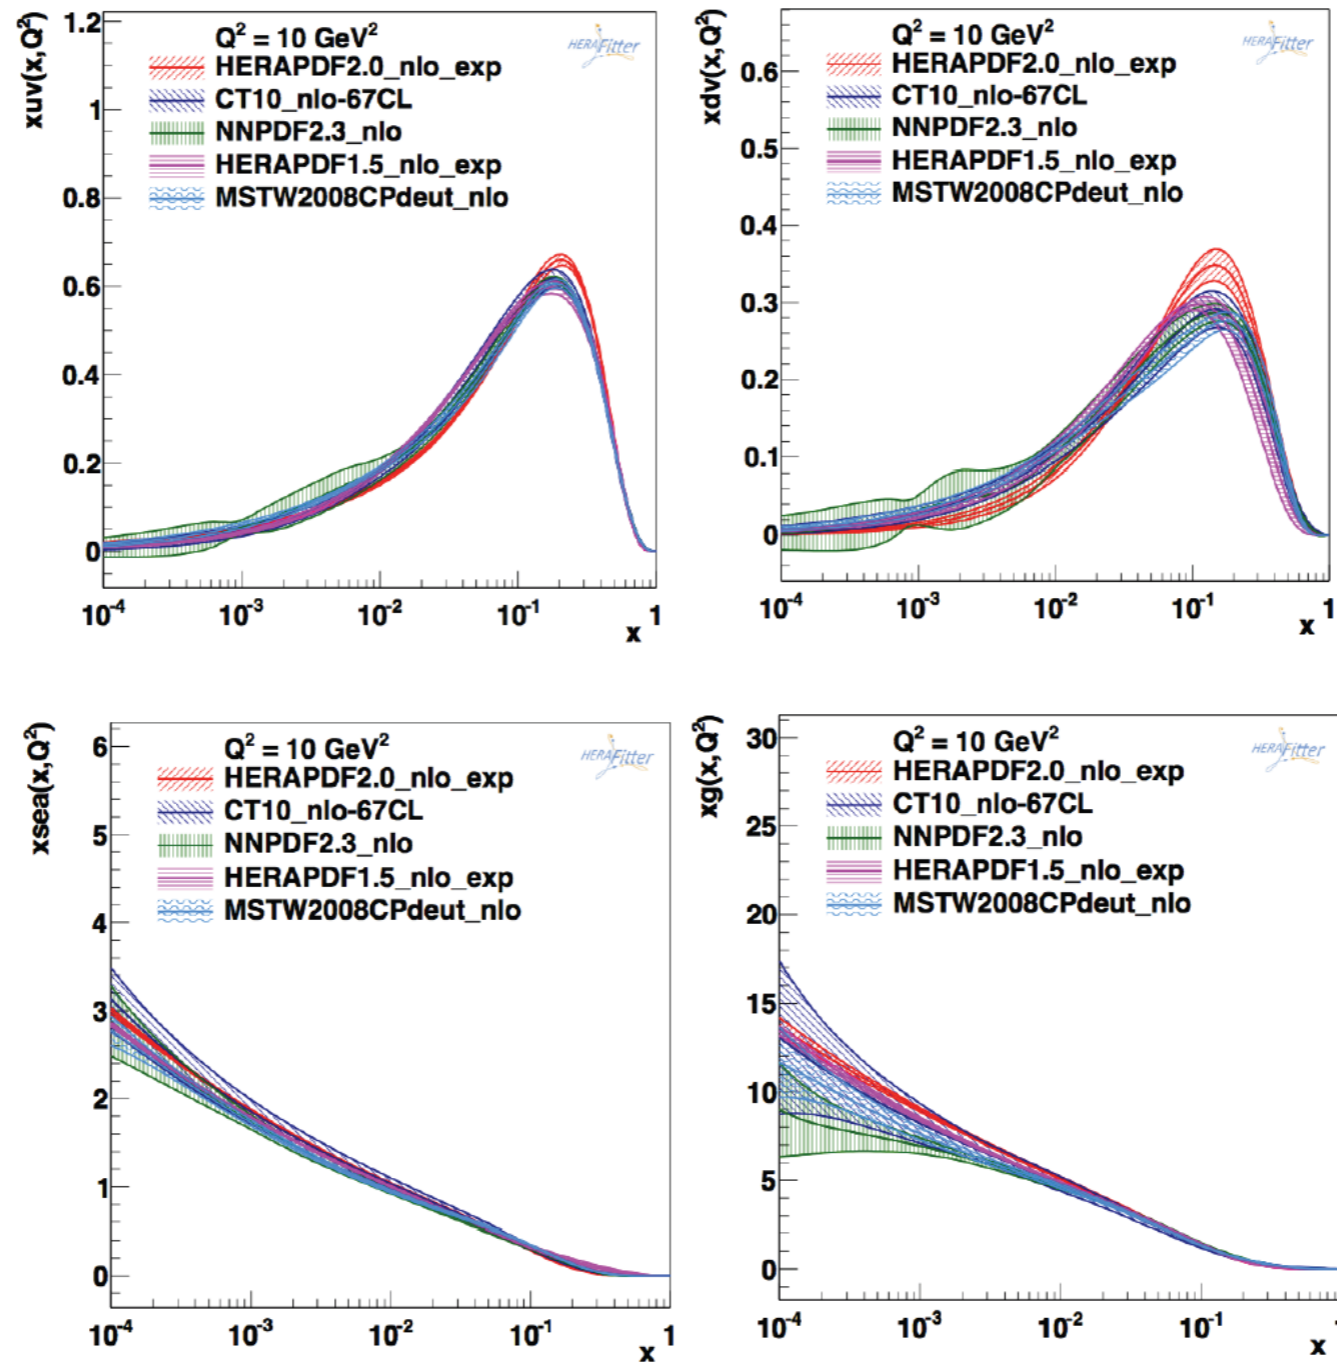 xuv(x,Q²)
Q² = 10 GeV²
HERAPDF2.0_nlo_exp
CT10_nlo-67CL
NNPDF2.3_nlo
HERAPDF1.5_nlo_exp
MSTW2008CPdeut_nlo
HERAFitter
1.2
1
0.8
0.6
0.4
0.2
0
10⁻⁴ 10⁻³ 10⁻² 10⁻¹ 1
x
xdv(x,Q²)
Q² = 10 GeV²
HERAPDF2.0_nlo_exp
CT10_nlo-67CL
NNPDF2.3_nlo
HERAPDF1.5_nlo_exp
MSTW2008CPdeut_nlo
HERAFitter
0.6
0.5
0.4
0.3
0.2
0.1
0
10⁻⁴ 10⁻³ 10⁻² 10⁻¹ 1
x
xsea(x,Q²)
Q² = 10 GeV²
HERAPDF2.0_nlo_exp
CT10_nlo-67CL
NNPDF2.3_nlo
HERAPDF1.5_nlo_exp
MSTW2008CPdeut_nlo
HERAFitter
6
5
4
3
2
1
0
10⁻⁴ 10⁻³ 10⁻² 10⁻¹ 1
x
xg(x,Q²)
Q² = 10 GeV²
HERAPDF2.0_nlo_exp
CT10_nlo-67CL
NNPDF2.3_nlo
HERAPDF1.5_nlo_exp
MSTW2008CPdeut_nlo
HERAFitter
30
25
20
15
10
5
0
10⁻⁴ 10⁻³ 10⁻² 10⁻¹ 1
x